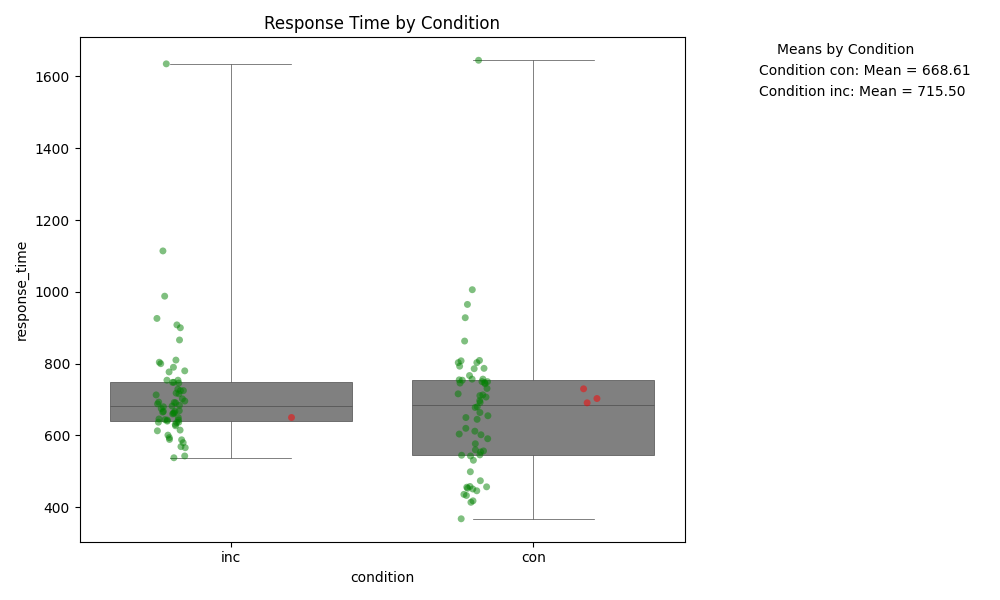 Response Time by Condition
Means by Condition
Condition con: Mean = 668.61
Condition inc: Mean = 715.50
response_time
1600
1400
1200
1000
800
600
400
inc
con
condition